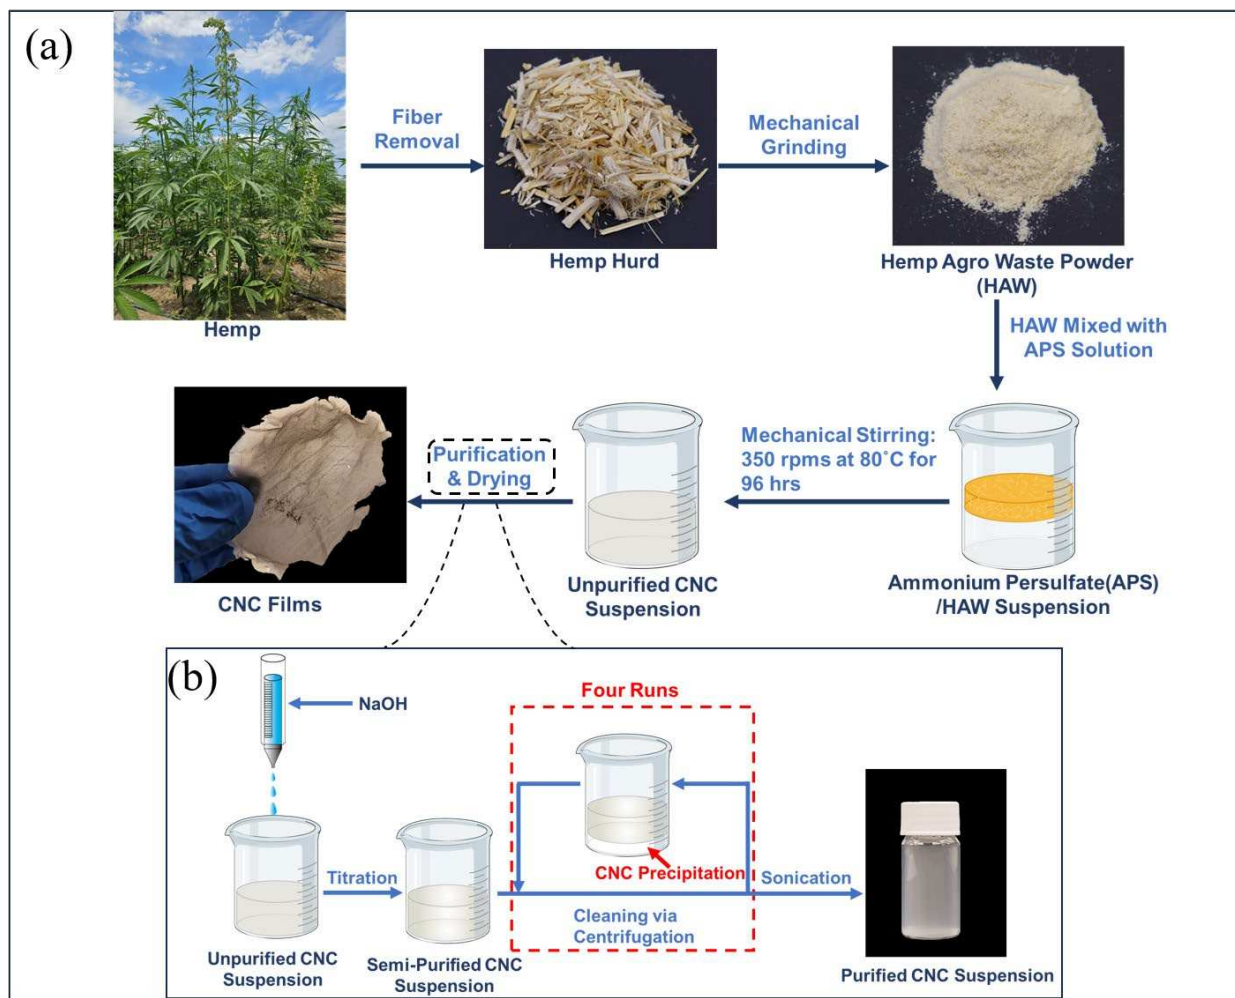 (a)
Fiber
Removal
Mechanical
Grinding
Hemp
Hemp Hurd
Hemp Agro Waste Powder
(HAW)
HAW Mixed with
APS Solution
Mechanical Stirring:
350 rpms at 80˚C for
96 hrs
Purification
& Drying
CNC Films
Unpurified CNC
Suspension
Ammonium Persulfate(APS)
/HAW Suspension
(b)
NaOH
Four Runs
CNC Precipitation
Titration
Sonication
Cleaning via
Centrifugation
Unpurified CNC
Suspension
Semi-Purified CNC
Suspension
Purified CNC Suspension